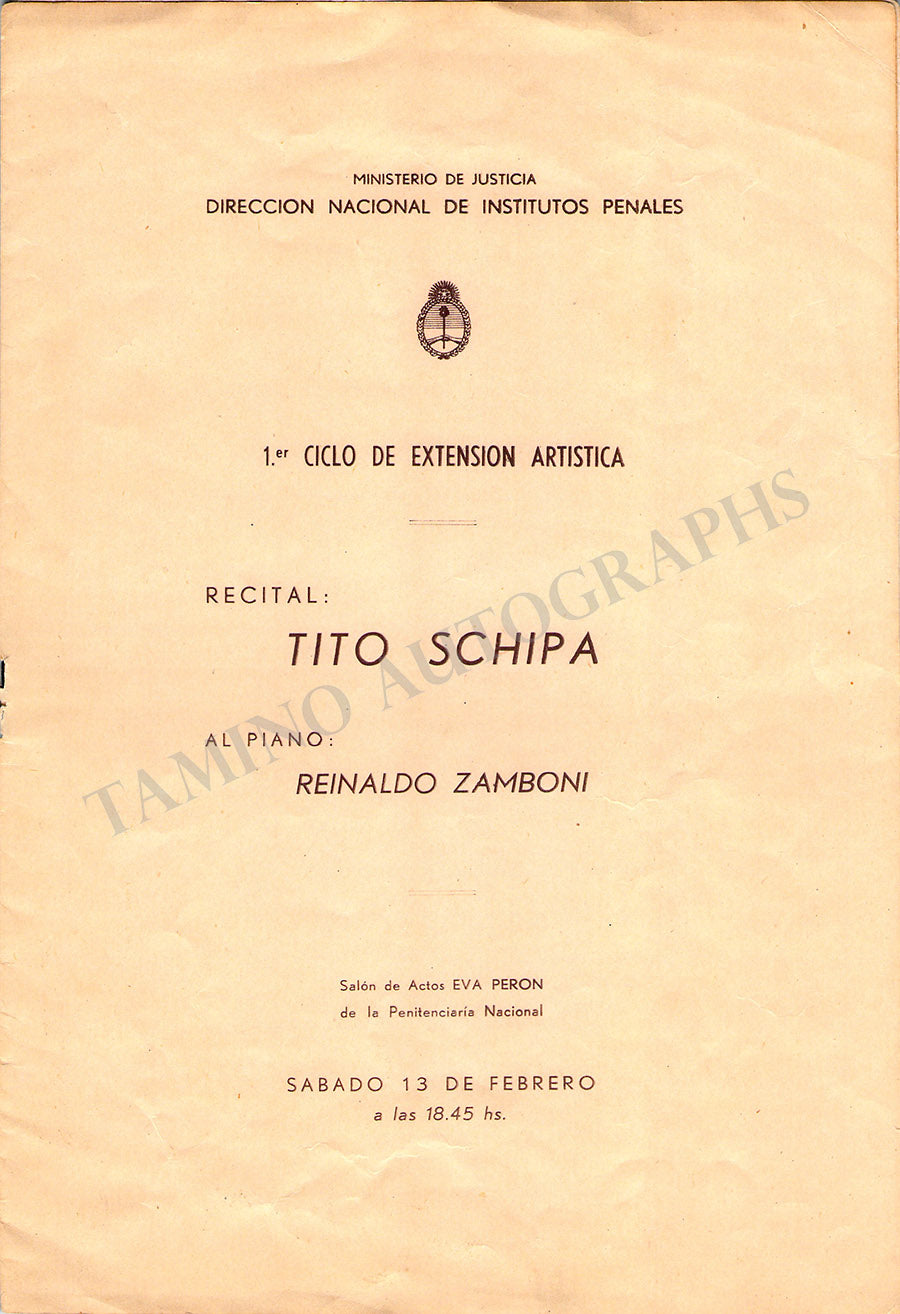 MINISTERIO DE JUSTICIA
DIRECCION NACIONAL DE INSTITUTOS PENALES
1.er CICLO DE EXTENSION ARTISTICA
RECITAL:
TITO SCHIPA
AL PIANO:
REINALDO ZAMBONI
Salón de Actos EVA PERON
de la Penitenciaría Nacional
SABADO 13 DE FEBRERO
a las 18.45 hs.
TAMINO AUTOGRAPHS